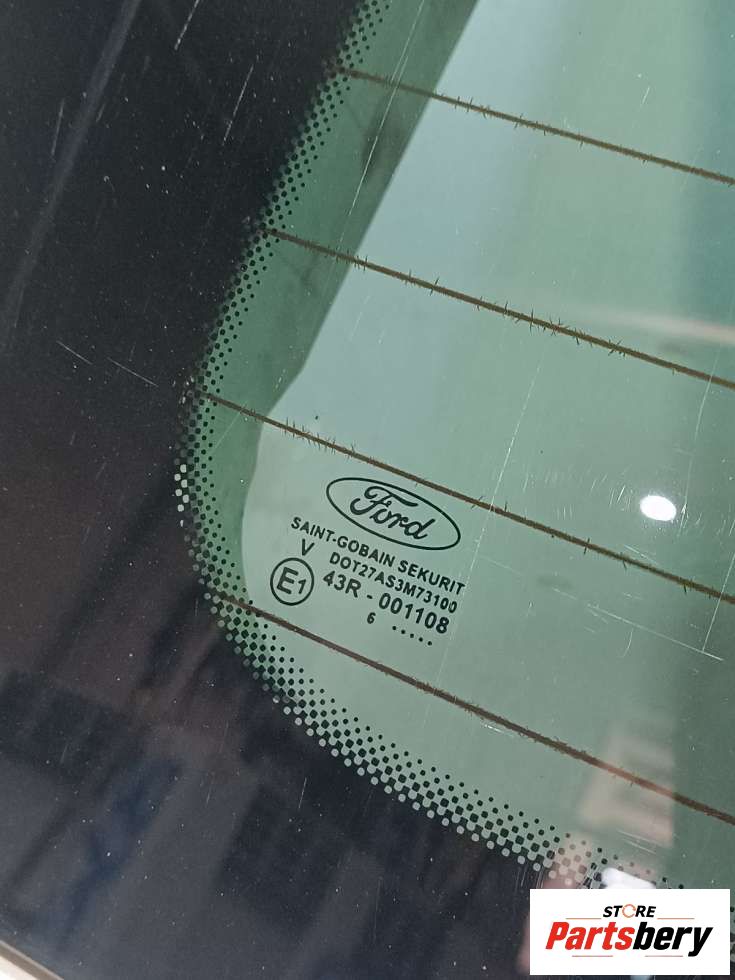 Ford
SAINT-GOBAIN SEKURIT
V DOT27AS3M73100
E1 43R - 001108
6 .....
STORE
Partsbery